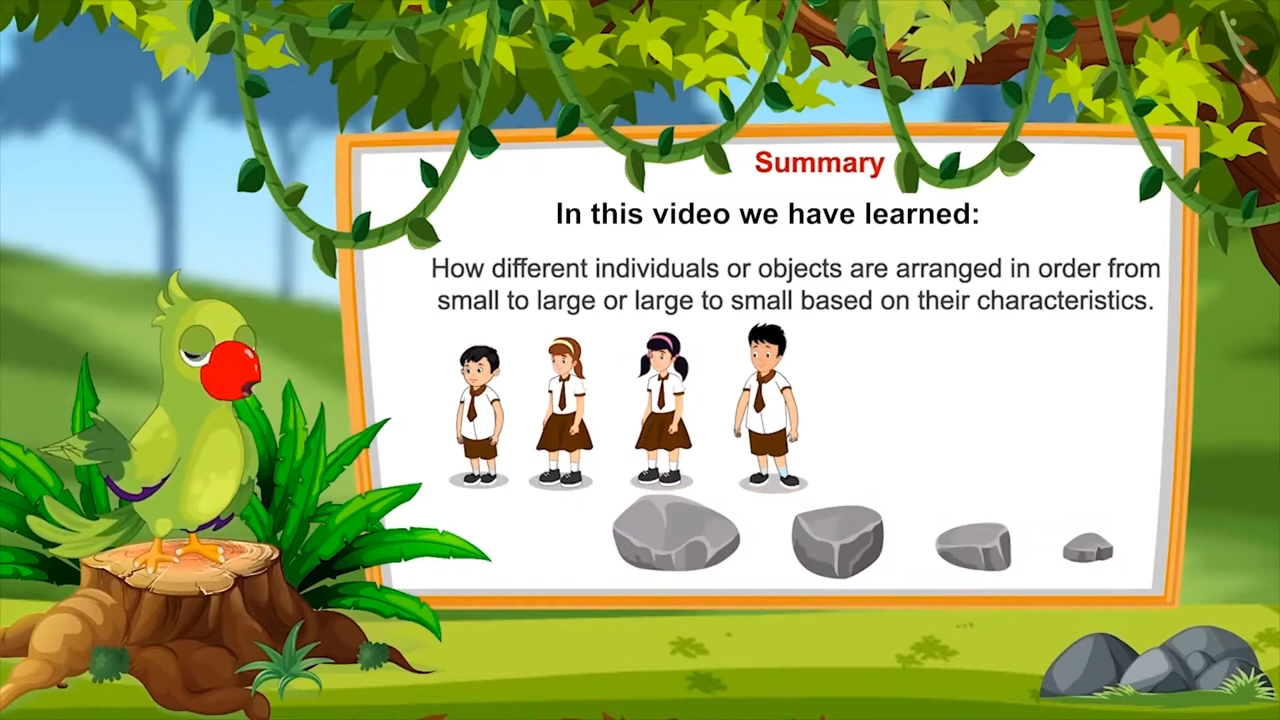 Summary
In this video we have learned:
How different individuals or objects are arranged in order from
small to large or large to small based on their characteristics.